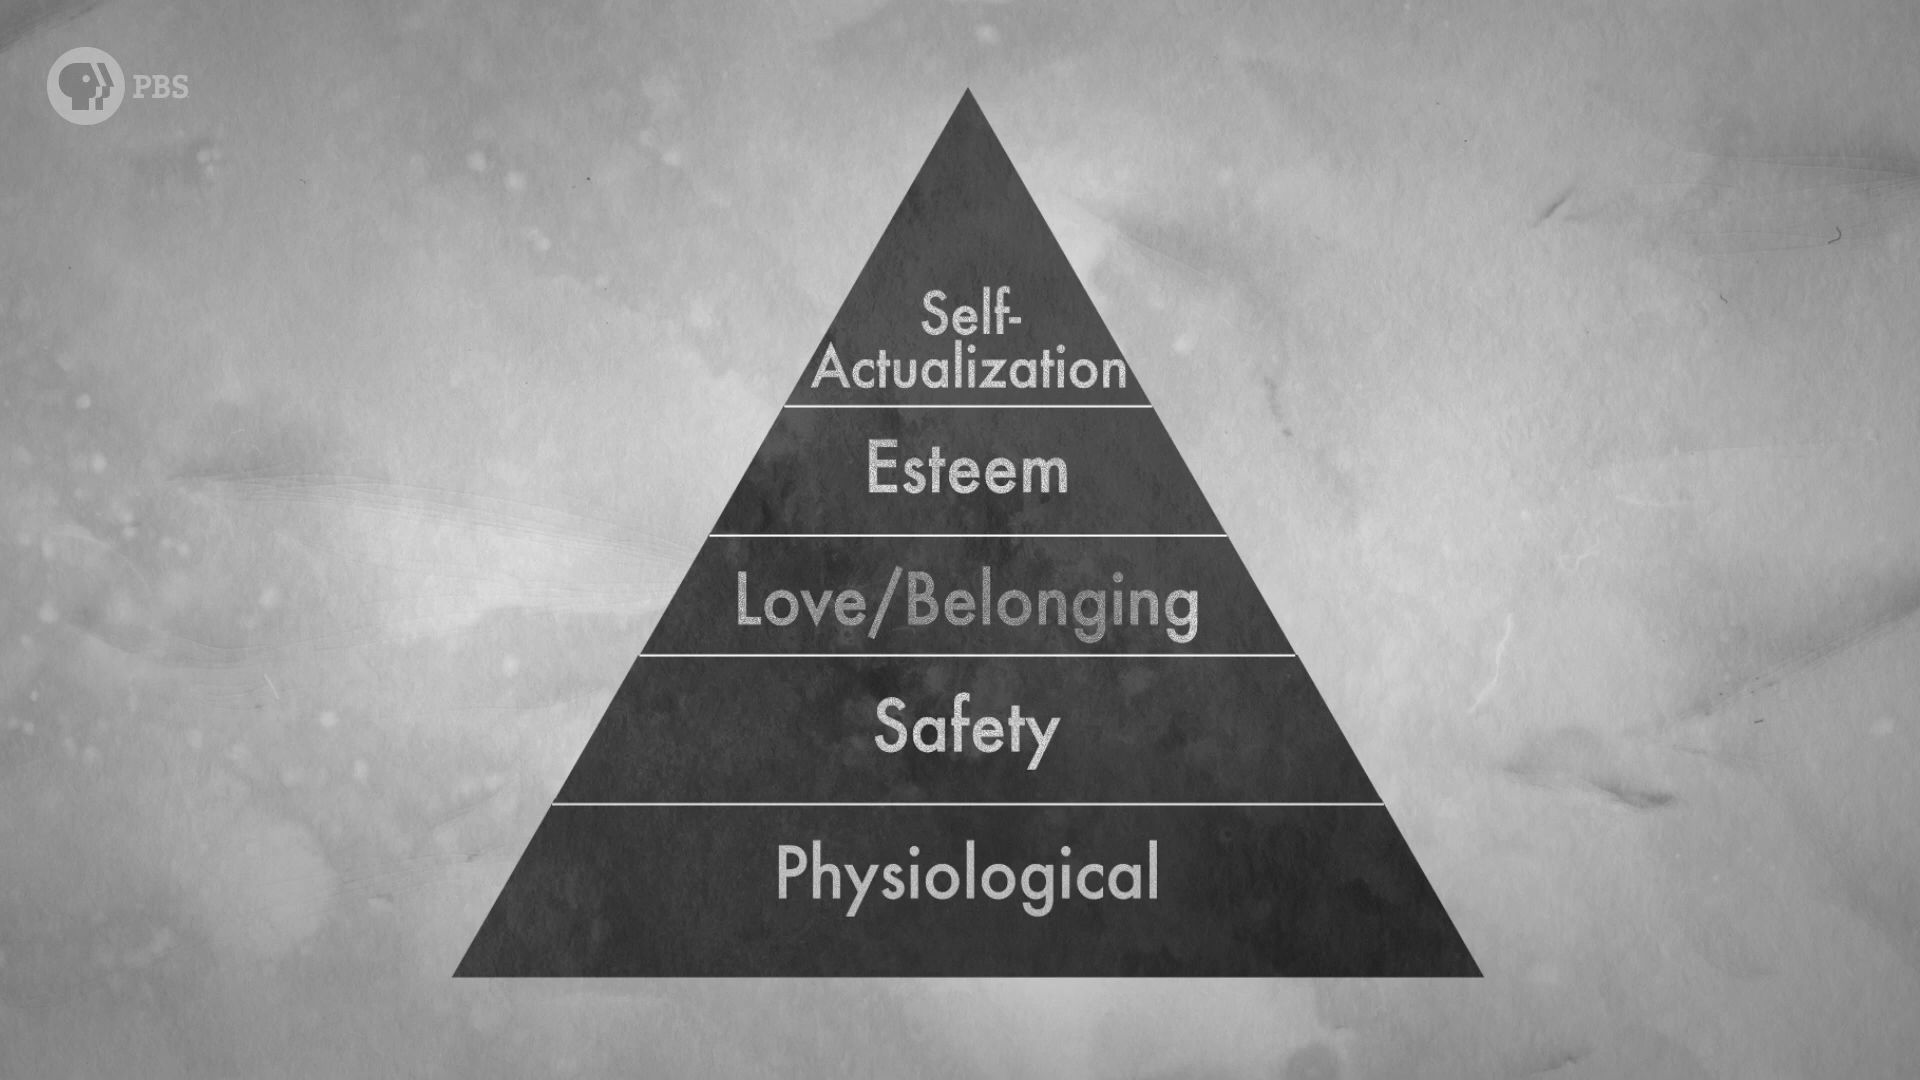 PBS
Self-
Actualization
Esteem
Love/Belonging
Safety
Physiological